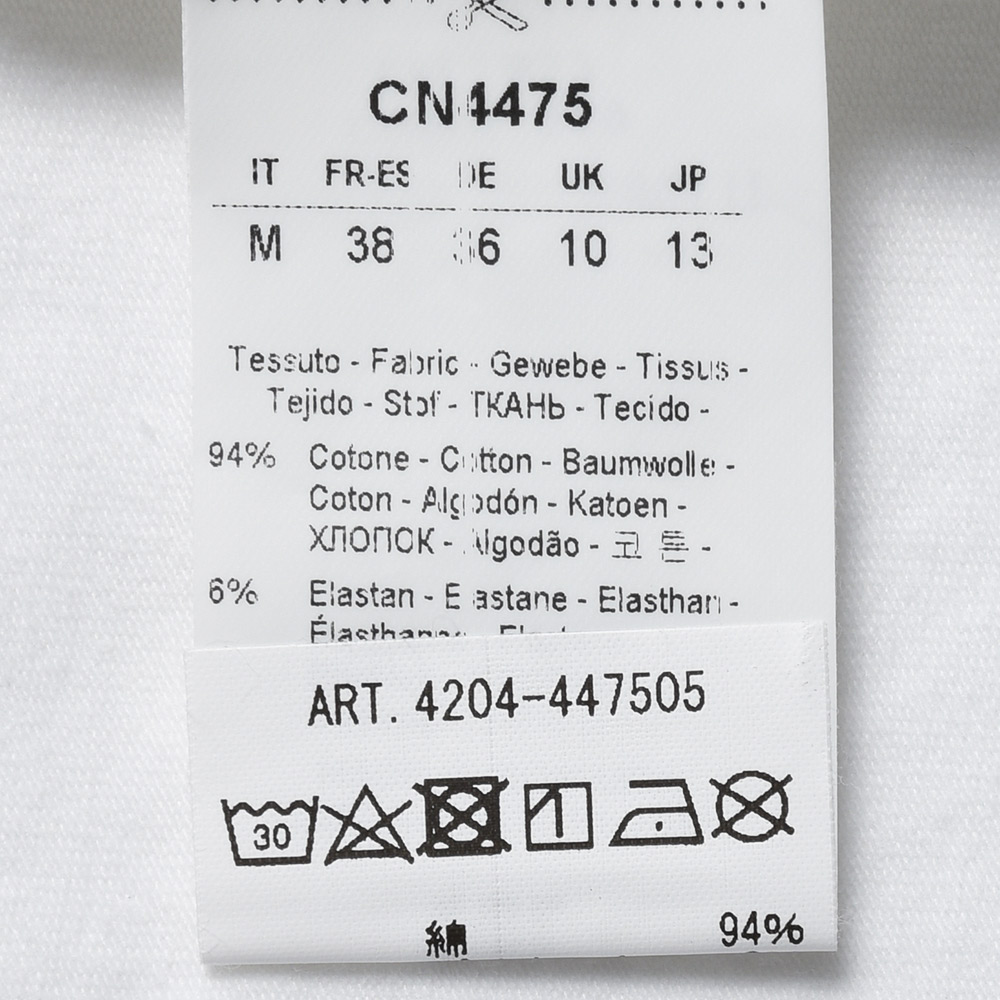 CN4475
IT FR-ES DE UK JP
M 38 36 10 13
Tessuto - Fabric - Gewebe - Tissus -
Tejido - Stof - ТКАНЬ - Tecido -
94% Cotone - Cotton - Baumwolle -
Coton - Algodón - Katoen -
ХЛОПОК - Algodão - 코튼 -
6% Elastan - Elastane - Elasthan -
Élasthanne -
ART. 4204-447505
30
綿 94%